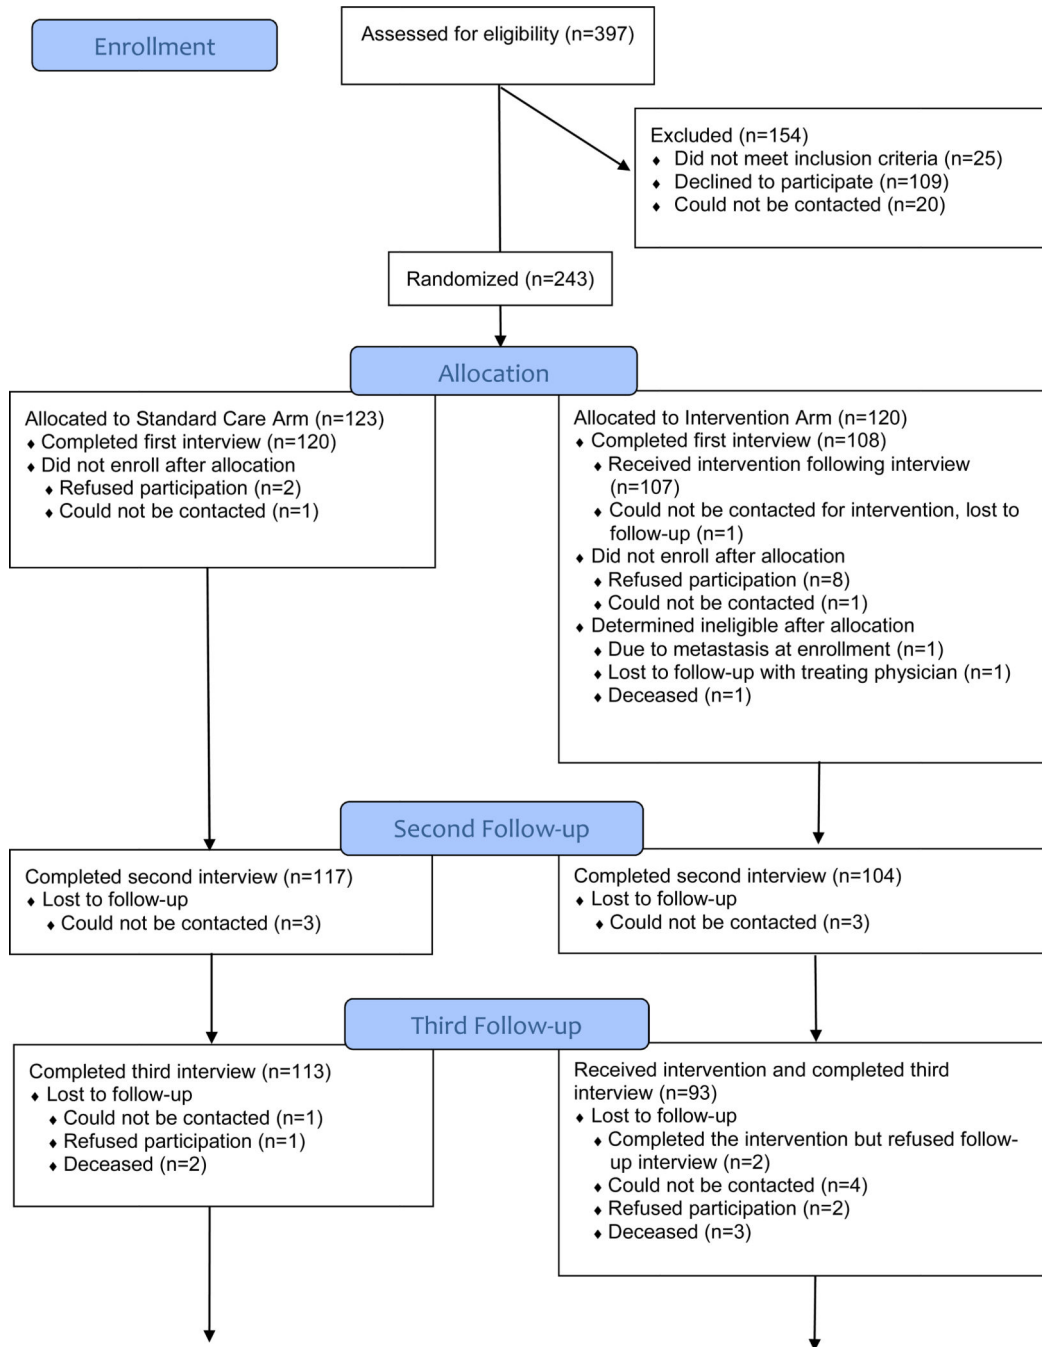 Enrollment
Assessed for eligibility (n=397)
Excluded (n=154)
♦ Did not meet inclusion criteria (n=25)
♦ Declined to participate (n=109)
♦ Could not be contacted (n=20)
Randomized (n=243)
Allocation
Allocated to Standard Care Arm (n=123)
♦ Completed first interview (n=120)
♦ Did not enroll after allocation
♦ Refused participation (n=2)
♦ Could not be contacted (n=1)
Allocated to Intervention Arm (n=120)
♦ Completed first interview (n=108)
♦ Received intervention following interview
(n=107)
♦ Could not be contacted for intervention, lost to
follow-up (n=1)
♦ Did not enroll after allocation
♦ Refused participation (n=8)
♦ Could not be contacted (n=1)
♦ Determined ineligible after allocation
♦ Due to metastasis at enrollment (n=1)
♦ Lost to follow-up with treating physician (n=1)
♦ Deceased (n=1)
Second Follow-up
Completed second interview (n=117)
♦ Lost to follow-up
♦ Could not be contacted (n=3)
Completed second interview (n=104)
♦ Lost to follow-up
♦ Could not be contacted (n=3)
Third Follow-up
Completed third interview (n=113)
♦ Lost to follow-up
♦ Could not be contacted (n=1)
♦ Refused participation (n=1)
♦ Deceased (n=2)
Received intervention and completed third
interview (n=93)
♦ Lost to follow-up
♦ Completed the intervention but refused follow-
up interview (n=2)
♦ Could not be contacted (n=4)
♦ Refused participation (n=2)
♦ Deceased (n=3)